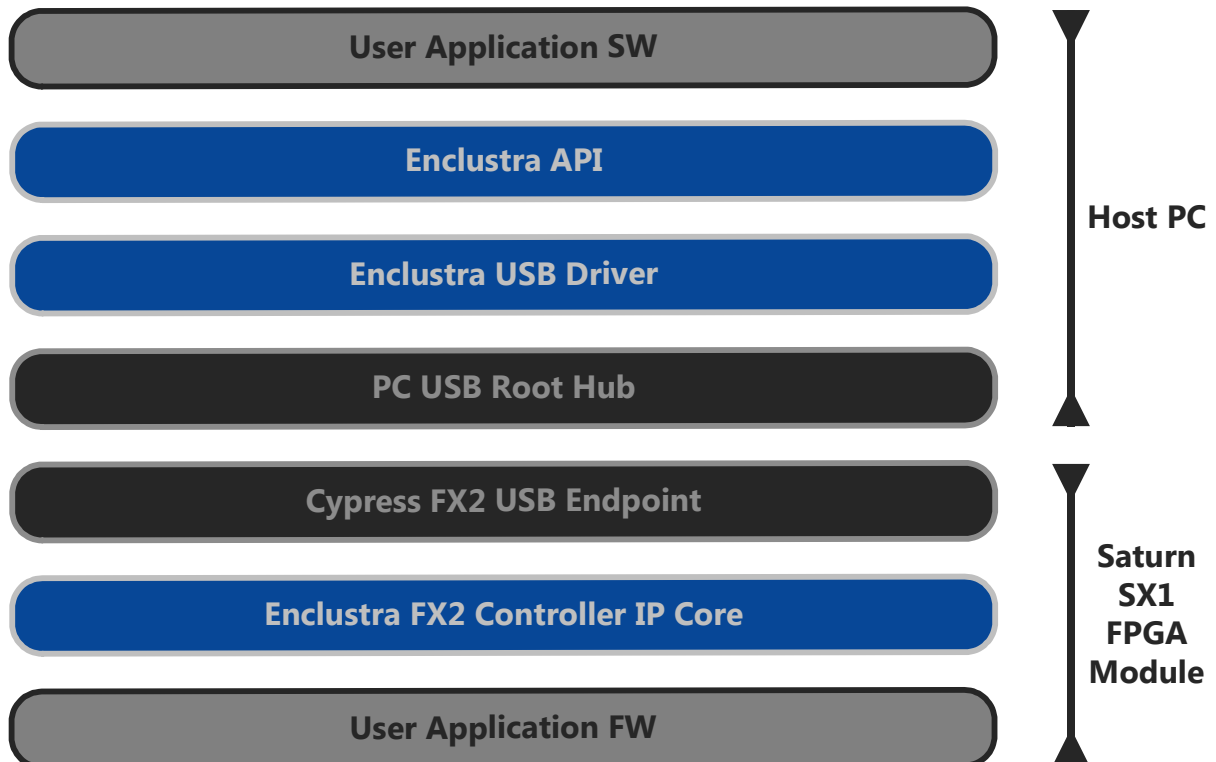 User Application SW
Enclustra API
Host PC
Enclustra USB Driver
PC USB Root Hub
Cypress FX2 USB Endpoint
Enclustra FX2 Controller IP Core
User Application FW
Saturn
SX1
FPGA
Module